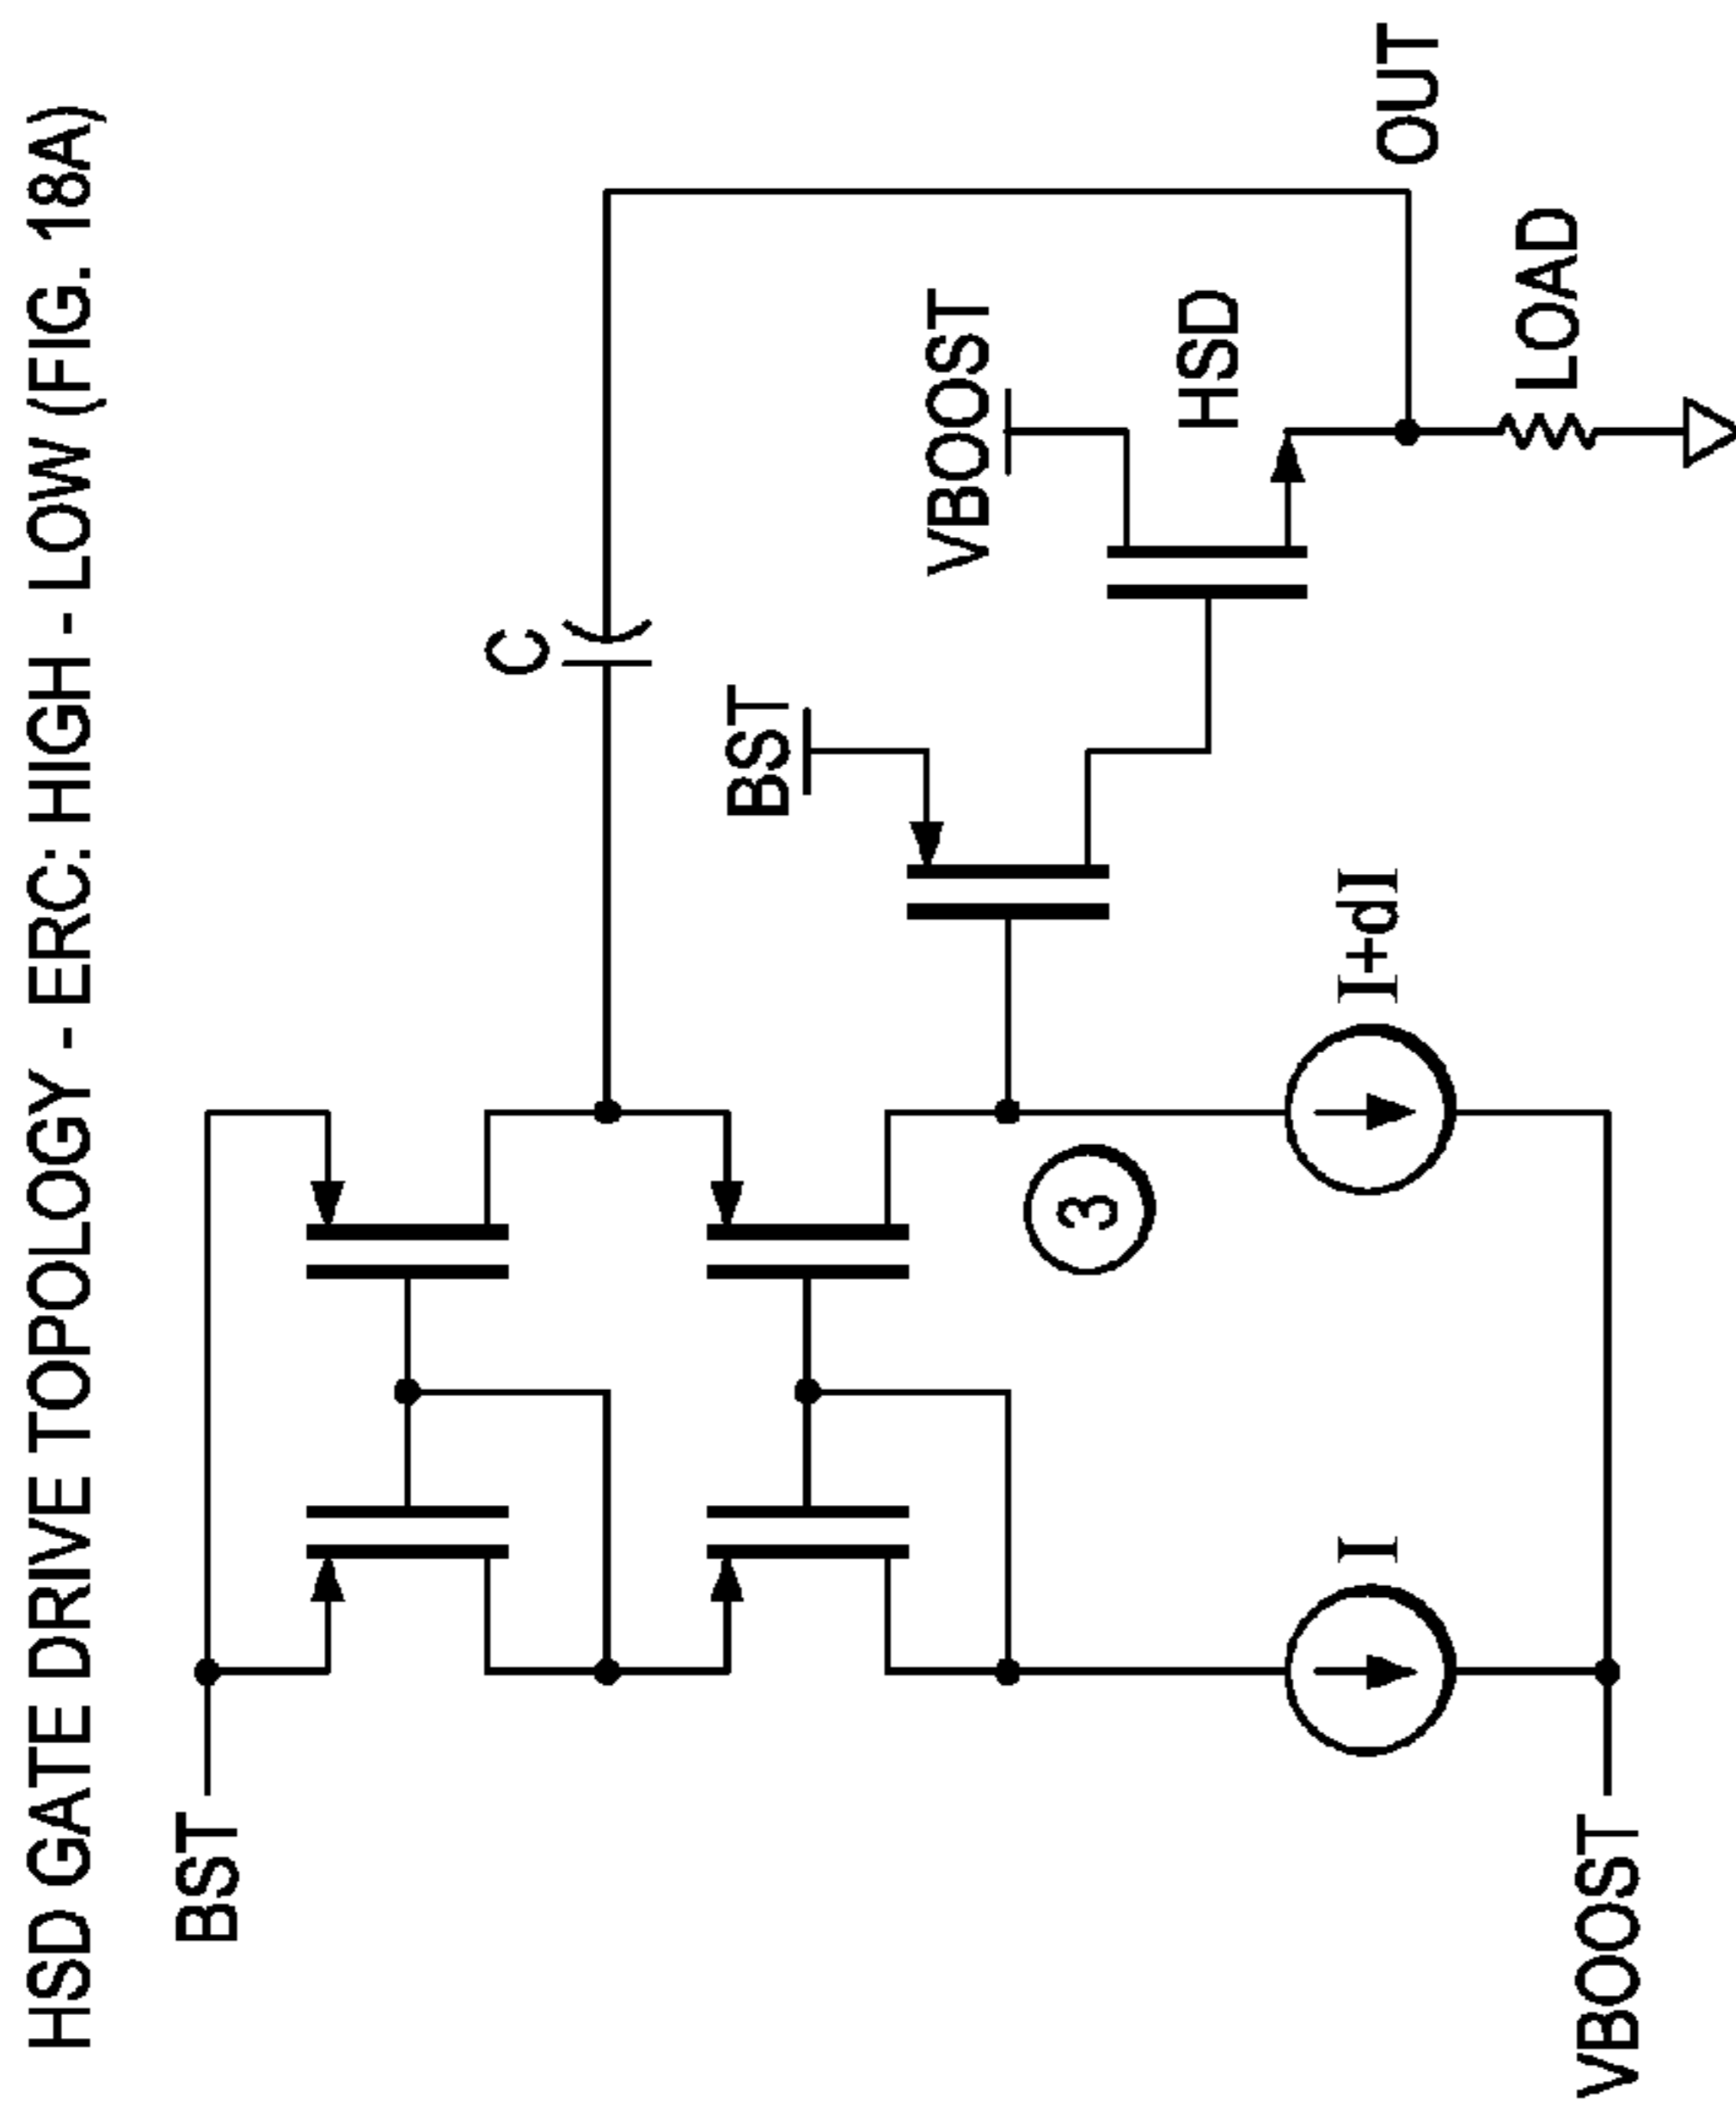 HSD GATE DRIVE TOPOLOGY - ERC: HIGH - LOW (FIG. 18A)
BST
C
BST
VBOOST
HSD
3
I
I+dI
OUT
LOAD
VBOOST